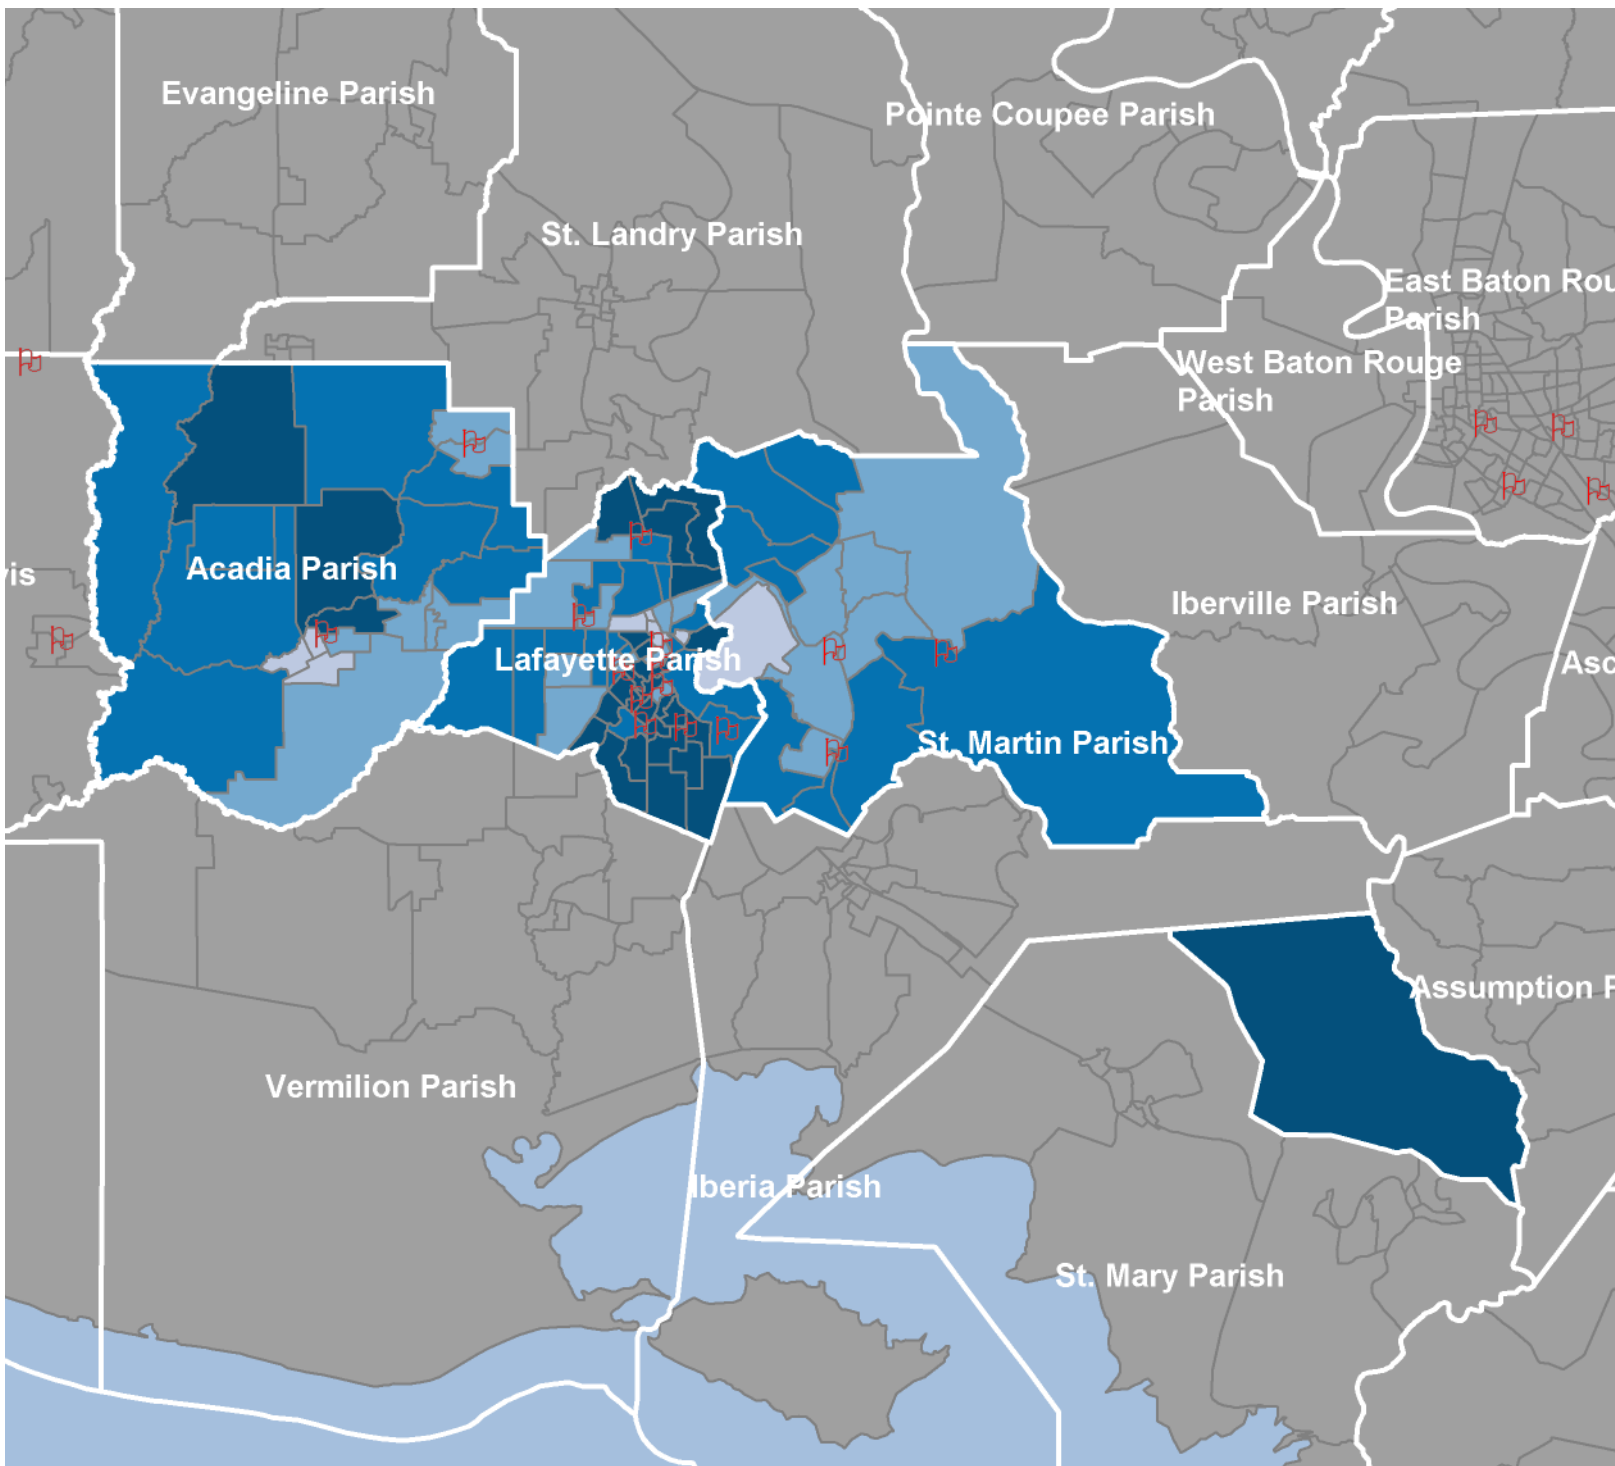 Evangeline Parish
Pointe Coupee Parish
St. Landry Parish
East Baton Rou
Parish
West Baton Rouge
Parish
Acadia Parish
vis
Iberville Parish
Lafayette Parish
Asc
St. Martin Parish
Assumption P
Vermilion Parish
Iberia Parish
St. Mary Parish